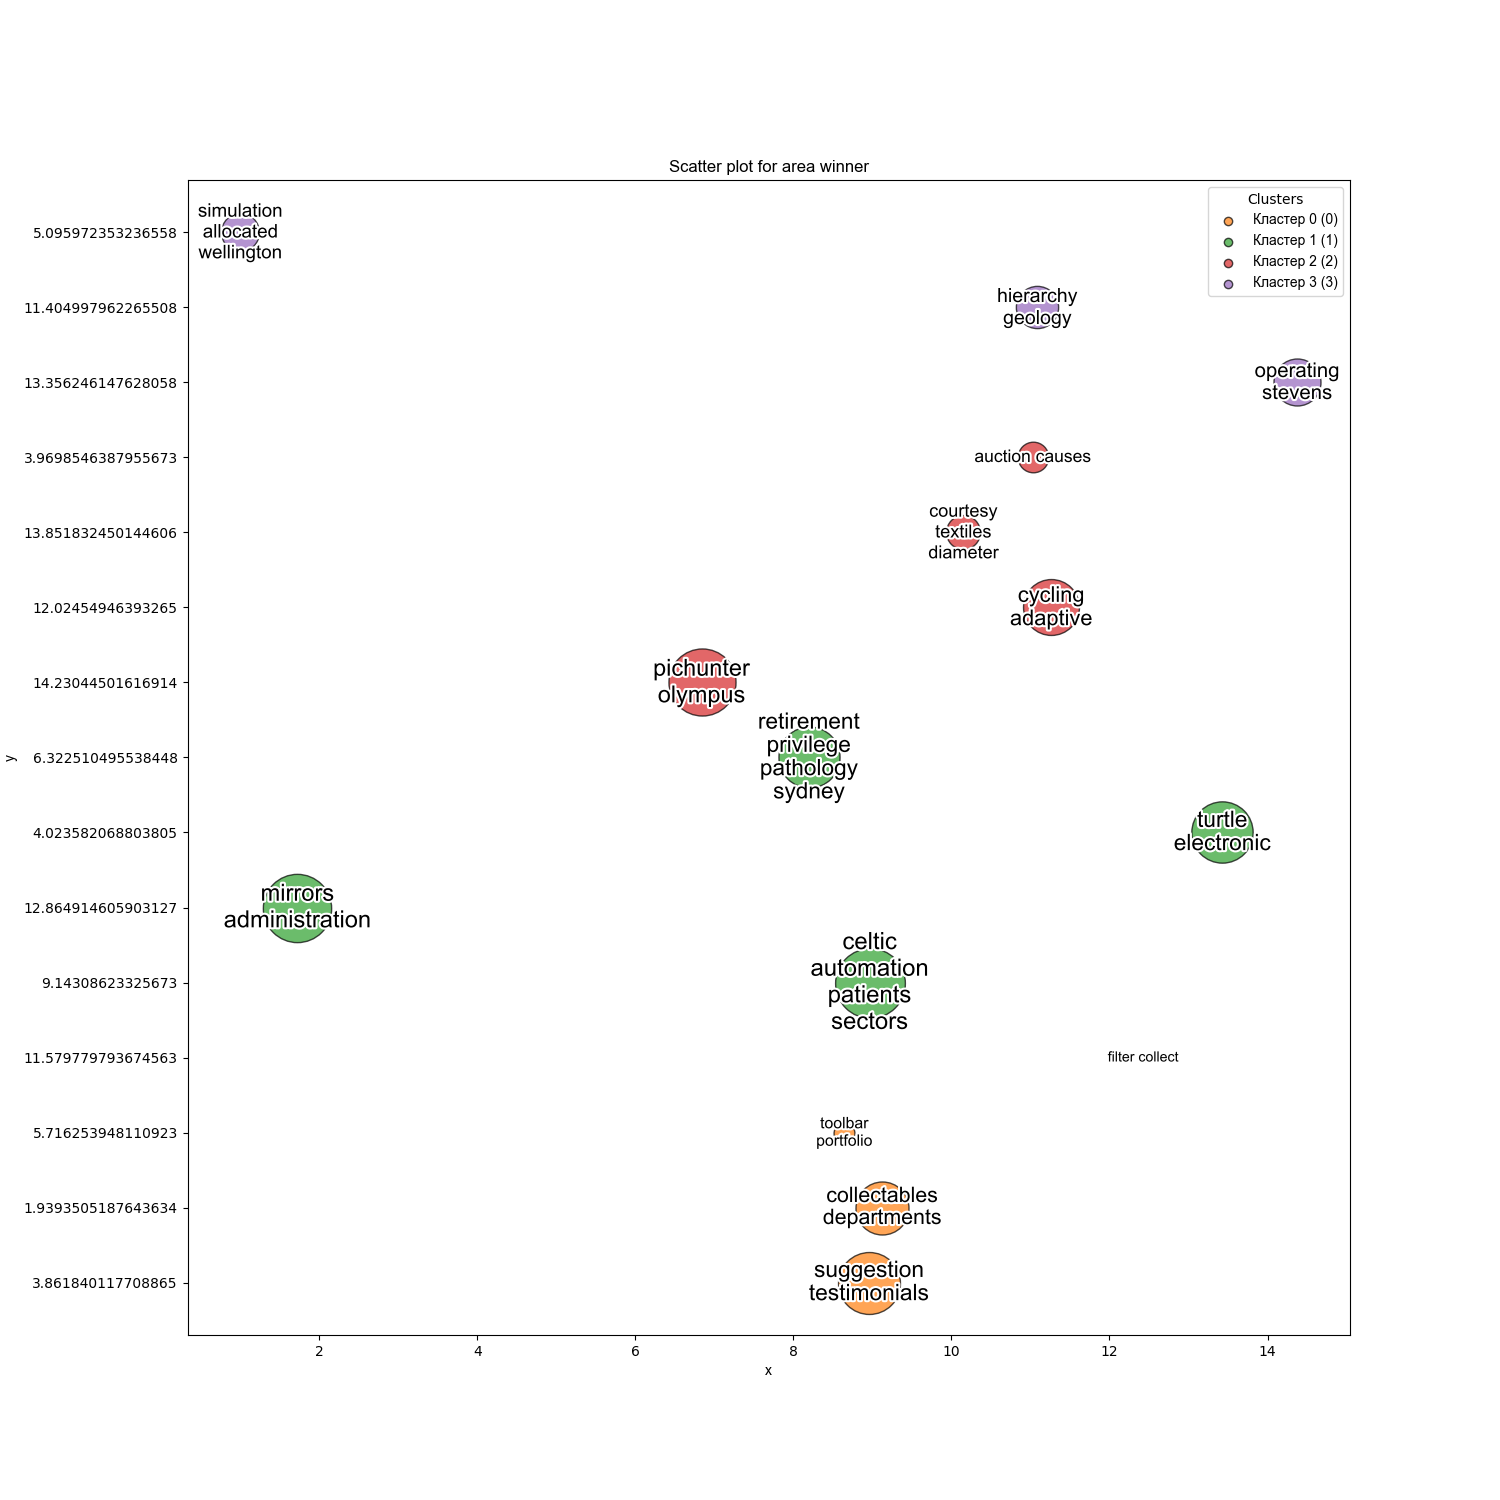 Scatter plot for area winner
Clusters
Кластер 0 (0)
Кластер 1 (1)
Кластер 2 (2)
Кластер 3 (3)
simulation
allocated
wellington
hierarchy
geology
operating
stevens
auction causes
courtesy
textiles
diameter
cycling
adaptive
pichunter
olympus
retirement
privilege
pathology
sydney
turtle
electronic
mirrors
administration
celtic
automation
patients
sectors
filter collect
toolbar
portfolio
collectables
departments
suggestion
testimonials
5.095972353236558
11.404997962265508
13.356246147628058
3.9698546387955673
13.851832450144606
12.02454946393265
14.23044501616914
6.322510495538448
4.023582068803805
12.864914605903127
9.14308623325673
11.579779793674563
5.716253948110923
1.9393505187643634
3.861840117708865
y
2 4 6 8 10 12 14
x